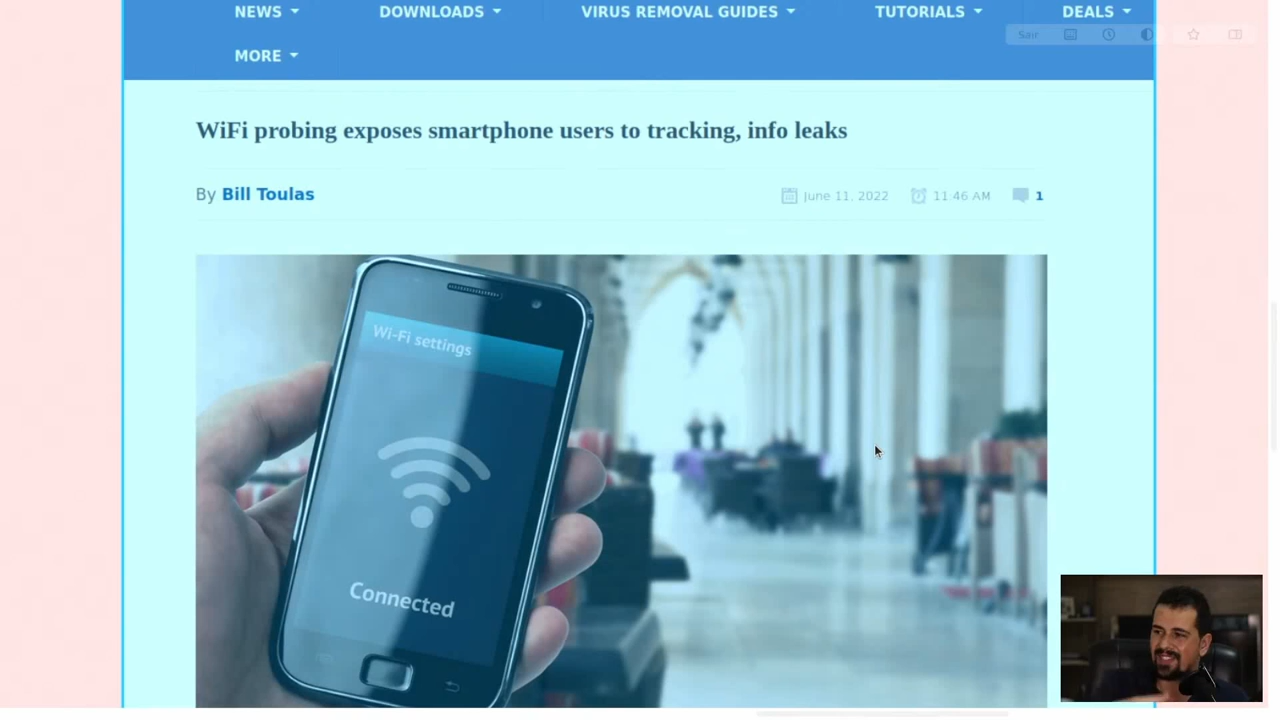 NEWS DOWNLOADS VIRUS REMOVAL GUIDES TUTORIALS DEALS
Sair
MORE
WiFi probing exposes smartphone users to tracking, info leaks
By Bill Toulas June 11, 2022 11:46 AM 1
Wi-Fi settings
Connected